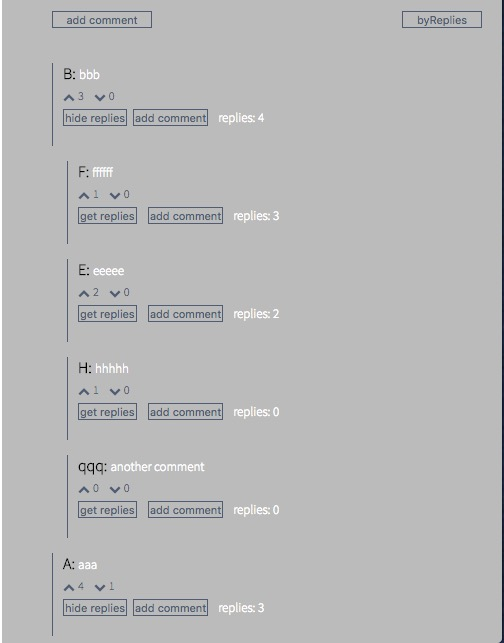 add comment byReplies
B: bbb
3 0
hide replies add comment replies: 4
F: ffffff
1 0
get replies add comment replies: 3
E: eeeee
2 0
get replies add comment replies: 2
H: hhhhh
1 0
get replies add comment replies: 0
qqq: another comment
0 0
get replies add comment replies: 0
A: aaa
4 1
hide replies add comment replies: 3